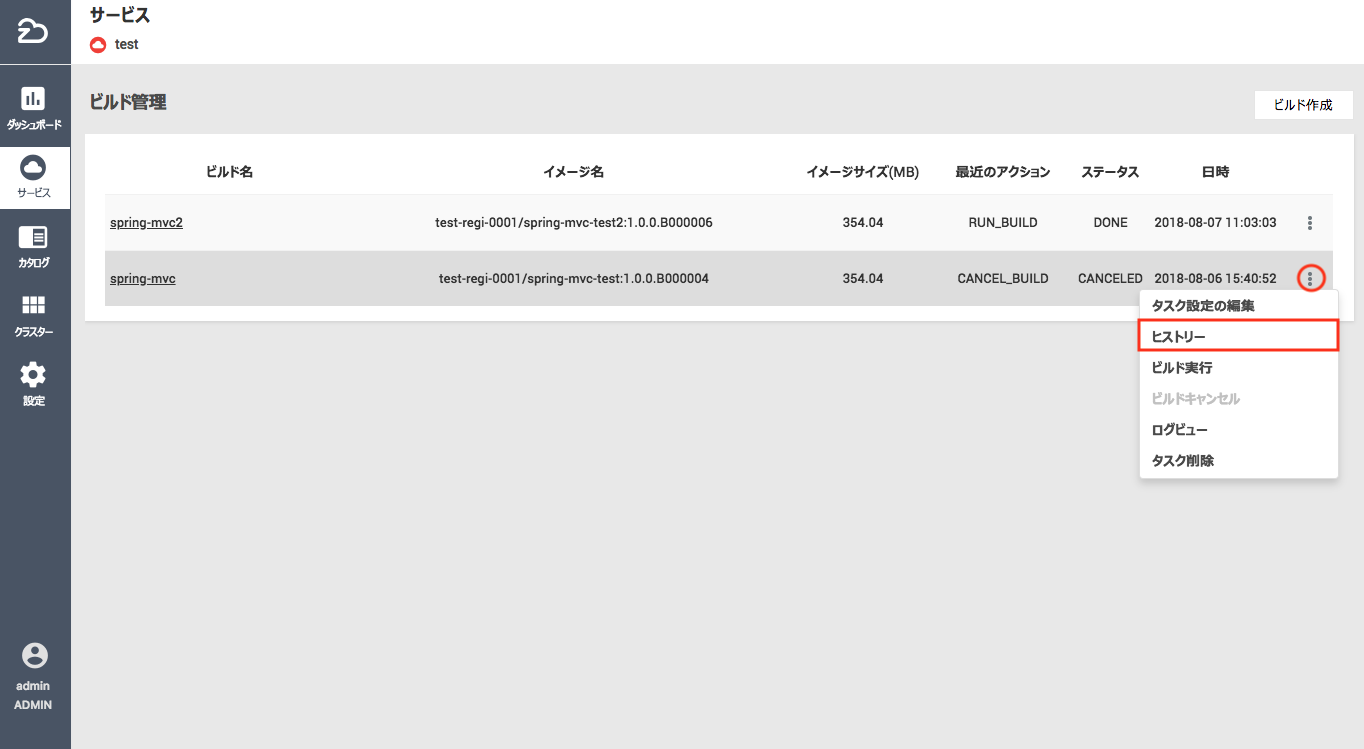 サービス
test
ダッシュボード
サービス
カタログ
クラスター
設定
admin
ADMIN
ビルド管理
ビルド作成
ビルド名 イメージ名 イメージサイズ(MB) 最近のアクション ステータス 日時
spring-mvc2 test-regi-0001/spring-mvc-test2:1.0.0.B000006 354.04 RUN_BUILD DONE 2018-08-07 11:03:03
spring-mvc test-regi-0001/spring-mvc-test:1.0.0.B000004 354.04 CANCEL_BUILD CANCELED 2018-08-06 15:40:52
タスク設定の編集
ヒストリー
ビルド実行
ビルドキャンセル
ログビュー
タスク削除